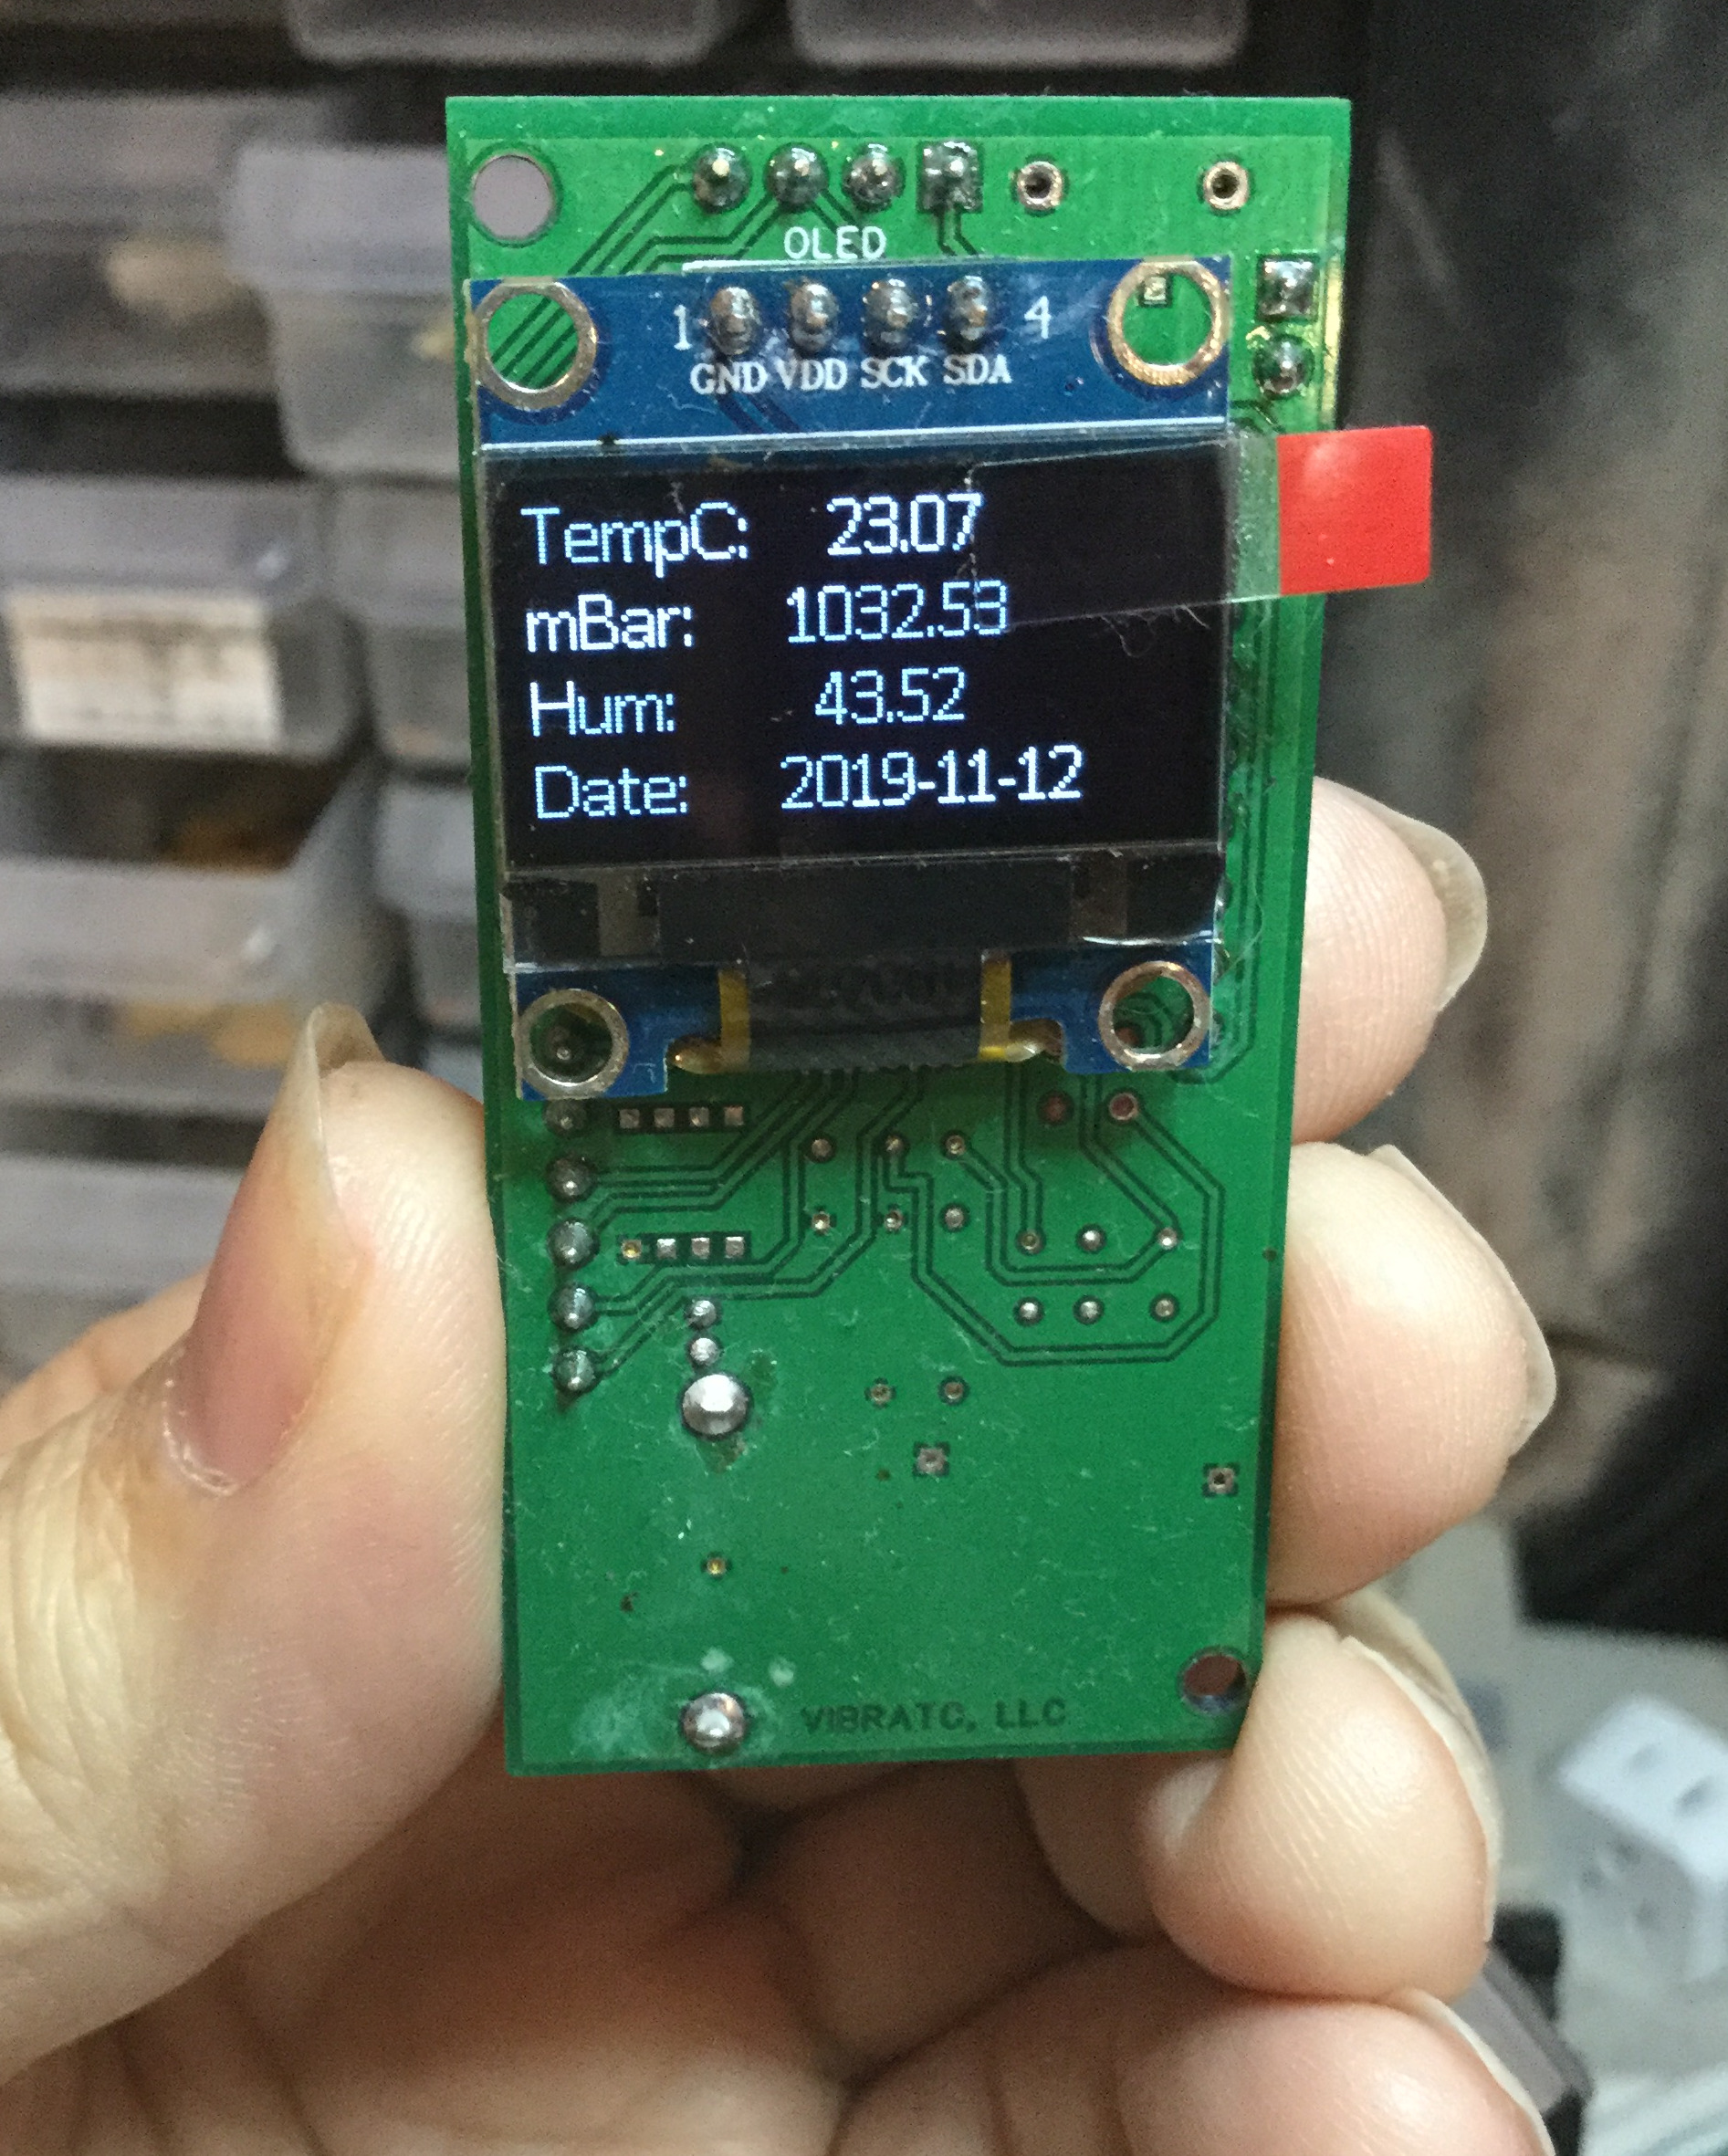 OLED
1 4
GND VDD SCK SDA
TempC: 23.07
mBar: 1032.53
Hum: 43.52
Date: 2019-11-12
VIBRATO, LLC